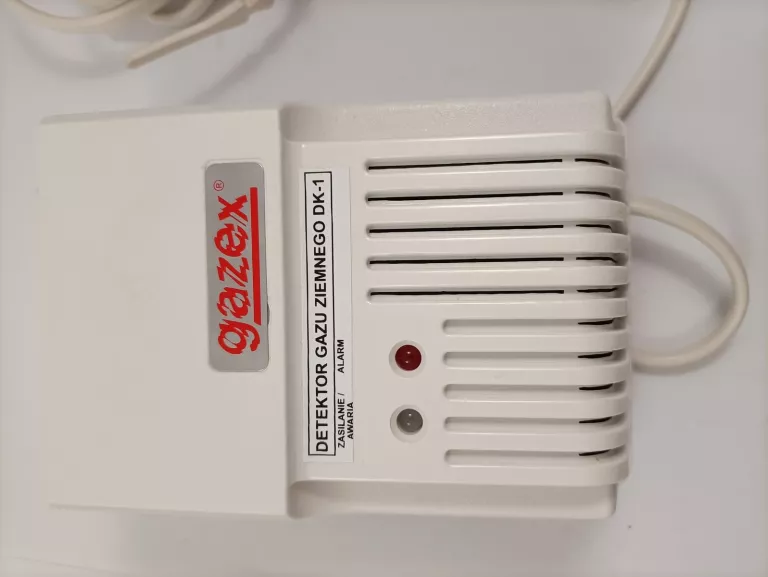 gazex®
DETEKTOR GAZU ZIEMNEGO DK-1
ZASILANIE / ALARM
AWARIA